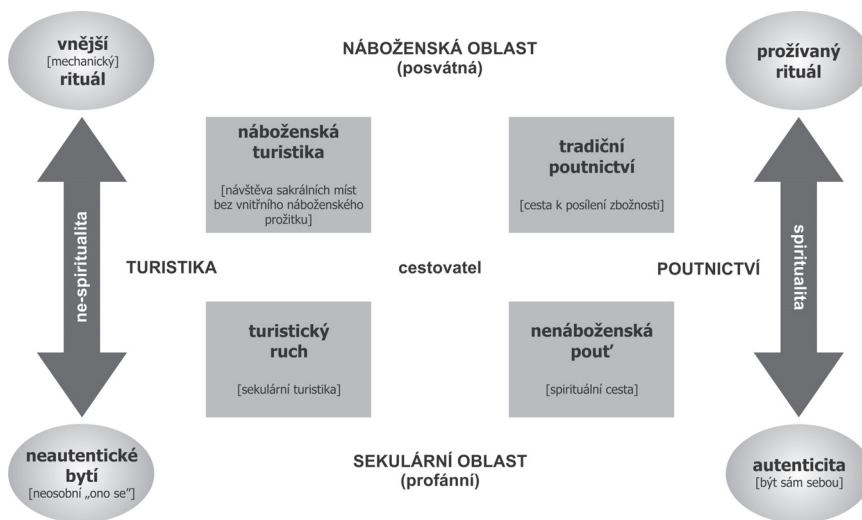 vnější
[mechanický]
rituál
NÁBOŽENSKÁ OBLAST
(posvátná)
prožívaný
rituál
náboženská
turistika
[návštěva sakrálních míst
bez vnitřního náboženského
prožitku]
tradiční
poutnictví
[cesta k posílení zbožnosti]
ne-spiritualita
TURISTIKA
cestovatel
POUTNICTVÍ
spiritualita
turistický
ruch
[sekulární turistika]
nenáboženská
pouť
[spirituální cesta]
neautentické
bytí
[neosobní „ono se”]
SEKULÁRNÍ OBLAST
(profánní)
autenticita
[být sám sebou]